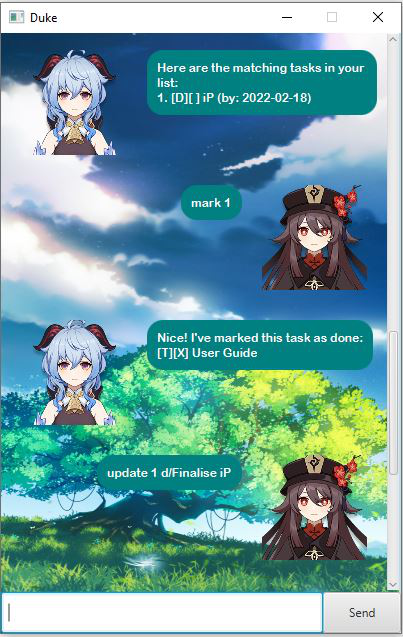 Duke
Here are the matching tasks in your
list:
1. [D][ ] iP (by: 2022-02-18)
mark 1
Nice! I've marked this task as done:
[T][X] User Guide
update 1 d/Finalise iP
Send